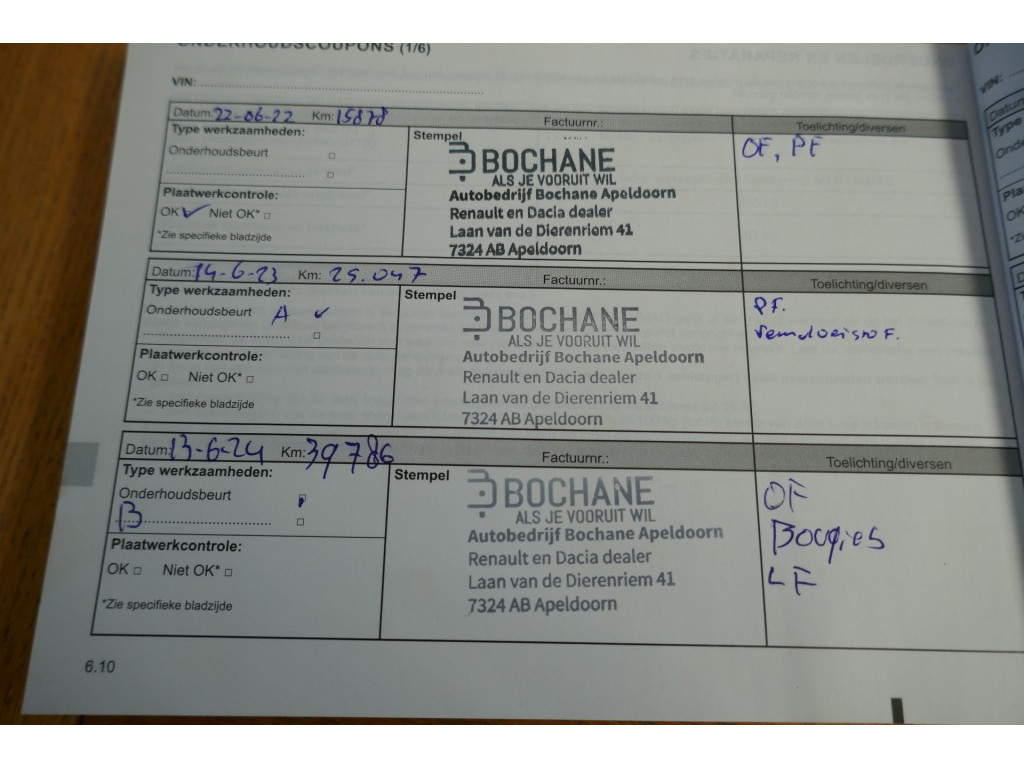 ONDERHOUDSCOUPONS (1/6)
VIN:
Datum: 22-06-22 Km: 15878 Factuurnr.: Toelichting/diversen
Type werkzaamheden:
Onderhoudsbeurt
Plaatwerkcontrole:
OK Niet OK*
*Zie specifieke bladzijde
Stempel
BOCHANE
ALS JE VOORUIT WIL
Autobedrijf Bochane Apeldoorn
Renault en Dacia dealer
Laan van de Dierenriem 41
7324 AB Apeldoorn
OF, PF
Datum: 14-6-23 Km: 25.047 Factuurnr.: Toelichting/diversen
Type werkzaamheden:
Onderhoudsbeurt A
Plaatwerkcontrole:
OK Niet OK*
*Zie specifieke bladzijde
Stempel
BOCHANE
ALS JE VOORUIT WIL
Autobedrijf Bochane Apeldoorn
Renault en Dacia dealer
Laan van de Dierenriem 41
7324 AB Apeldoorn
PF.
remvloeistof.
Datum: 13-6-24 Km: 39786 Factuurnr.: Toelichting/diversen
Type werkzaamheden:
Onderhoudsbeurt
B
Plaatwerkcontrole:
OK Niet OK*
*Zie specifieke bladzijde
Stempel
BOCHANE
ALS JE VOORUIT WIL
Autobedrijf Bochane Apeldoorn
Renault en Dacia dealer
Laan van de Dierenriem 41
7324 AB Apeldoorn
OF
Bougies
LF
6.10